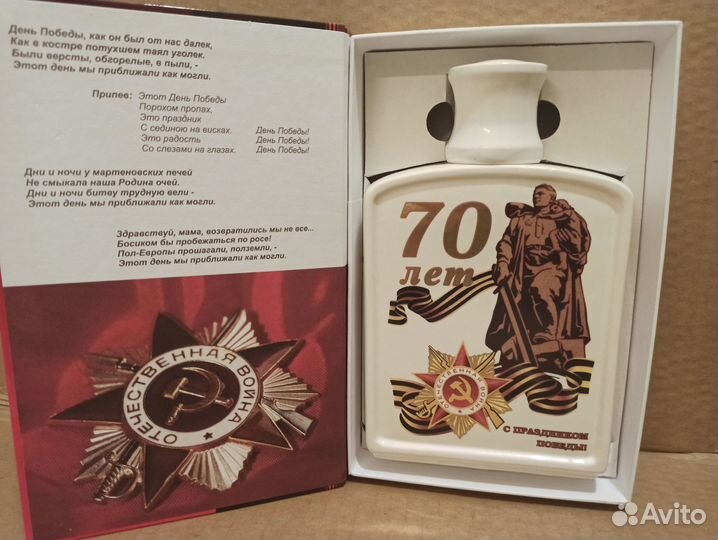 День Победы, как он был от нас далек,
Как в костре потухшем таял уголек.
Были версты, обгорелые, в пыли, -
Этот день мы приближали как могли.
Припев: Этот День Победы
Порохом пропах,
Это праздник
С сединою на висках. День Победы!
Это радость День Победы!
Со слезами на глазах. День Победы!
Дни и ночи у мартеновских печей
Не смыкала наша Родина очей.
Дни и ночи битву трудную вели -
Этот день мы приближали как могли.
Здравствуй, мама, возвратились мы не все...
Босиком бы пробежаться по росе!
Пол-Европы прошагали, полземли, -
Этот день мы приближали как могли.
ОТЕЧЕСТВЕННАЯ ВОЙНА
70
лет
ОТЕЧЕСТВЕННАЯ ВОЙНА
С ПРАЗДНИКОМ
ПОБЕДЫ!
Avito